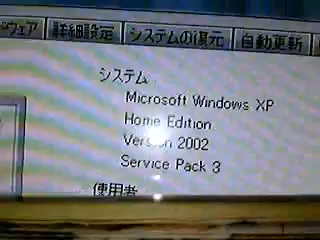 ドウェア 詳細設定 システムの復元 自動更新
システム
Microsoft Windows XP
Home Edition
Version 2002
Service Pack 3
使用者